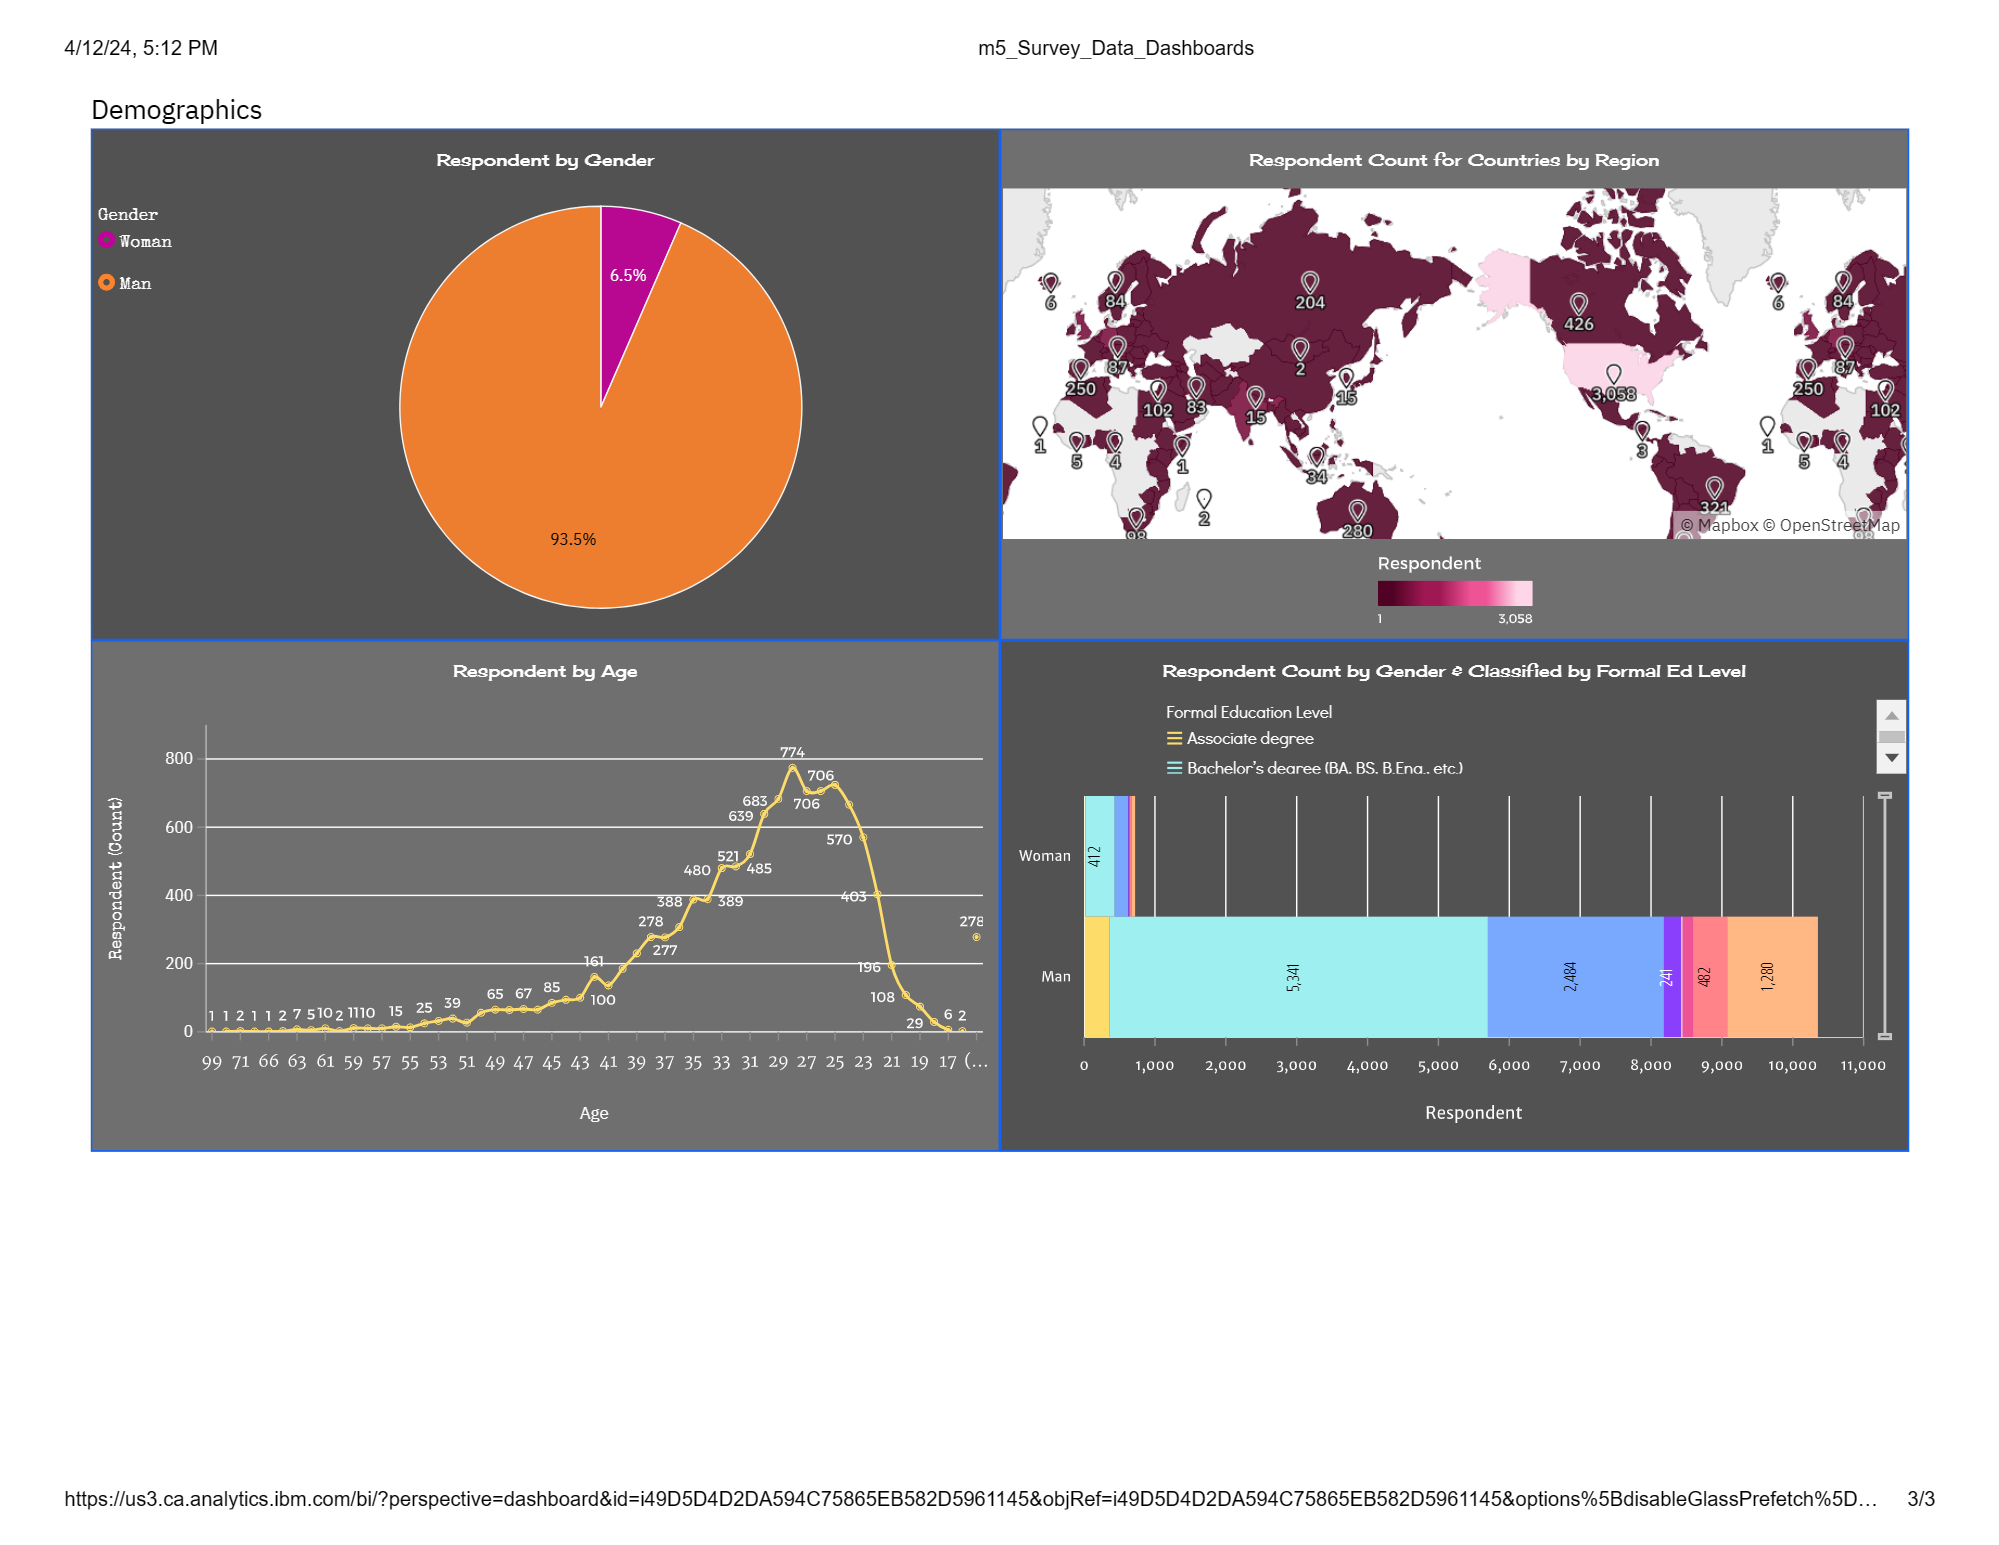 4/12/24, 5:12 PM
m5_Survey_Data_Dashboards
Demographics
Respondent by Gender
Gender
Woman
Man
6.5%
93.5%
Respondent Count for Countries by Region
6
84
204
426
6
84
87
2
3,058
87
250
102
83
15
15
250
102
1
5
4
1
3
1
5
4
34
2
321
98
280
98
© Mapbox © OpenStreetMap
Respondent
1
3,058
Respondent by Age
Respondent (Count)
800
600
400
200
0
1 1 2 1 1 2 7 5 10 2 11 10 15 25 39 65 67 85 161 100 278 277 388 389 480 521 485 639 683 774 706 706 570 403 196 108 29 6 2 278
99 71 66 63 61 59 57 55 53 51 49 47 45 43 41 39 37 35 33 31 29 27 25 23 21 19 17 (...
Age
Respondent Count by Gender & Classified by Formal Ed Level
Formal Education Level
Associate degree
Bachelor's degree (BA, BS, B.Eng., etc.)
Woman
412
Man
5,341
2,484
241
482
1,280
0 1,000 2,000 3,000 4,000 5,000 6,000 7,000 8,000 9,000 10,000 11,000
Respondent
https://us3.ca.analytics.ibm.com/bi/?perspective=dashboard&id=i49D5D4D2DA594C75865EB582D5961145&objRef=i49D5D4D2DA594C75865EB582D5961145&options%5BdisableGlassPrefetch%5D…
3/3